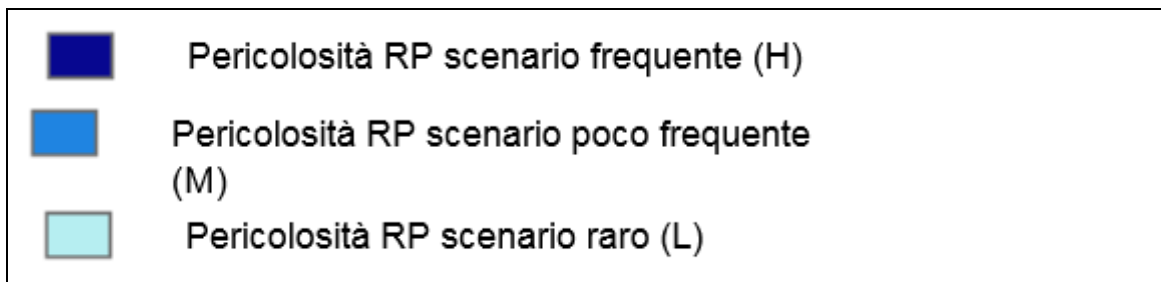 Pericolosità RP scenario frequente (H)
Pericolosità RP scenario poco frequente
(M)
Pericolosità RP scenario raro (L)